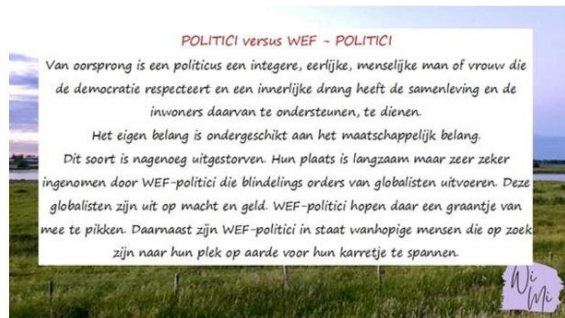 POLITICI versus WEF - POLITICI
Van oorsprong is een politicus een integere, eerlijke, menselijke man of vrouw die
de democratie respecteert en een innerlijke drang heeft de samenleving en de
inwoners daarvan te ondersteunen, te dienen.
Het eigen belang is ondergeschikt aan het maatschappelijk belang.
Dit soort is nagenoeg uitgestorven. Hun plaats is langzaam maar zeer zeker
ingenomen door WEF-politici die blindelings orders van globalisten uitvoeren. Deze
globalisten zijn uit op macht en geld. WEF-politici hopen daar een graantje van
mee te pikken. Daarnaast zijn WEF-politici in staat wanhopige mensen die op zoek
zijn naar hun plek op aarde voor hun karretje te spannen.
Wi
Mi